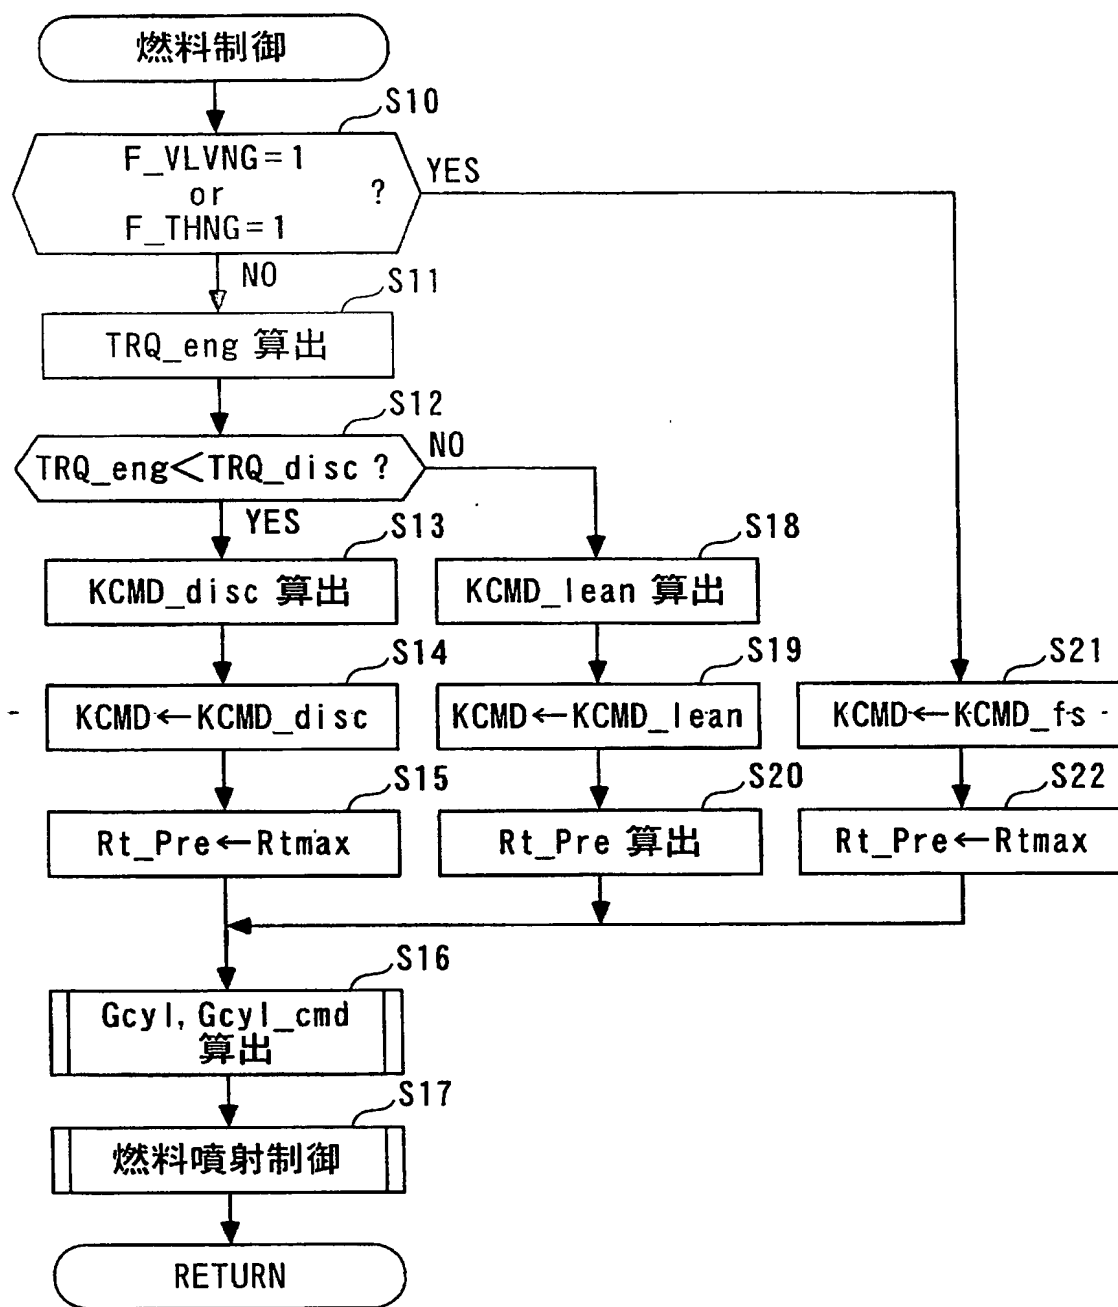 燃料制御
S10
F_VLVNG=1
or
F_THNG=1
?
YES
NO
S11
TRQ_eng 算出
S12
TRQ_eng<TRQ_disc ?
NO
YES
S13
KCMD_disc 算出
S18
KCMD_lean 算出
S14
KCMD←KCMD_disc
S19
KCMD←KCMD_lean
S21
KCMD←KCMD_fs
S15
Rt_Pre←Rtmax
S20
Rt_Pre 算出
S22
Rt_Pre←Rtmax
S16
Gcyl, Gcyl_cmd
算出
S17
燃料噴射制御
RETURN